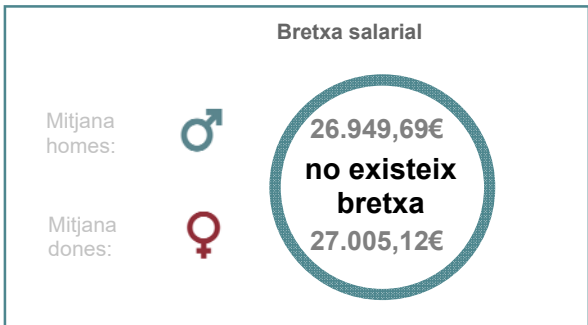 Bretxa salarial
Mitjana
homes:
26.949,69€
no existeix
bretxa
Mitjana
dones:
27.005,12€